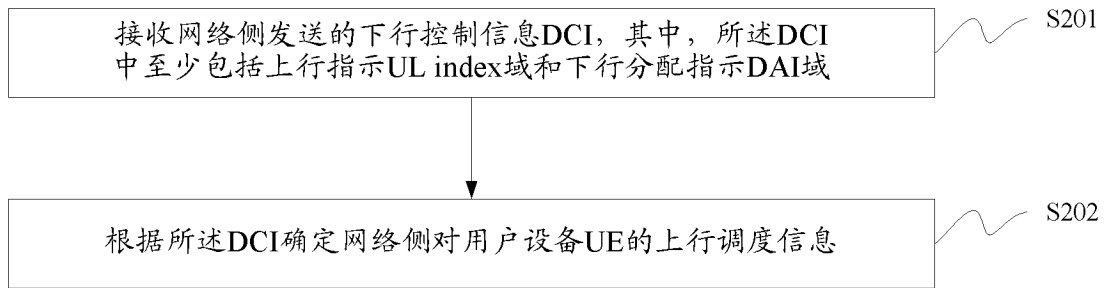 接收网络侧发送的下行控制信息DCI，其中，所述DCI
中至少包括上行指示UL index域和下行分配指示DAI域
S201
根据所述DCI确定网络侧对用户设备UE的上行调度信息
S202